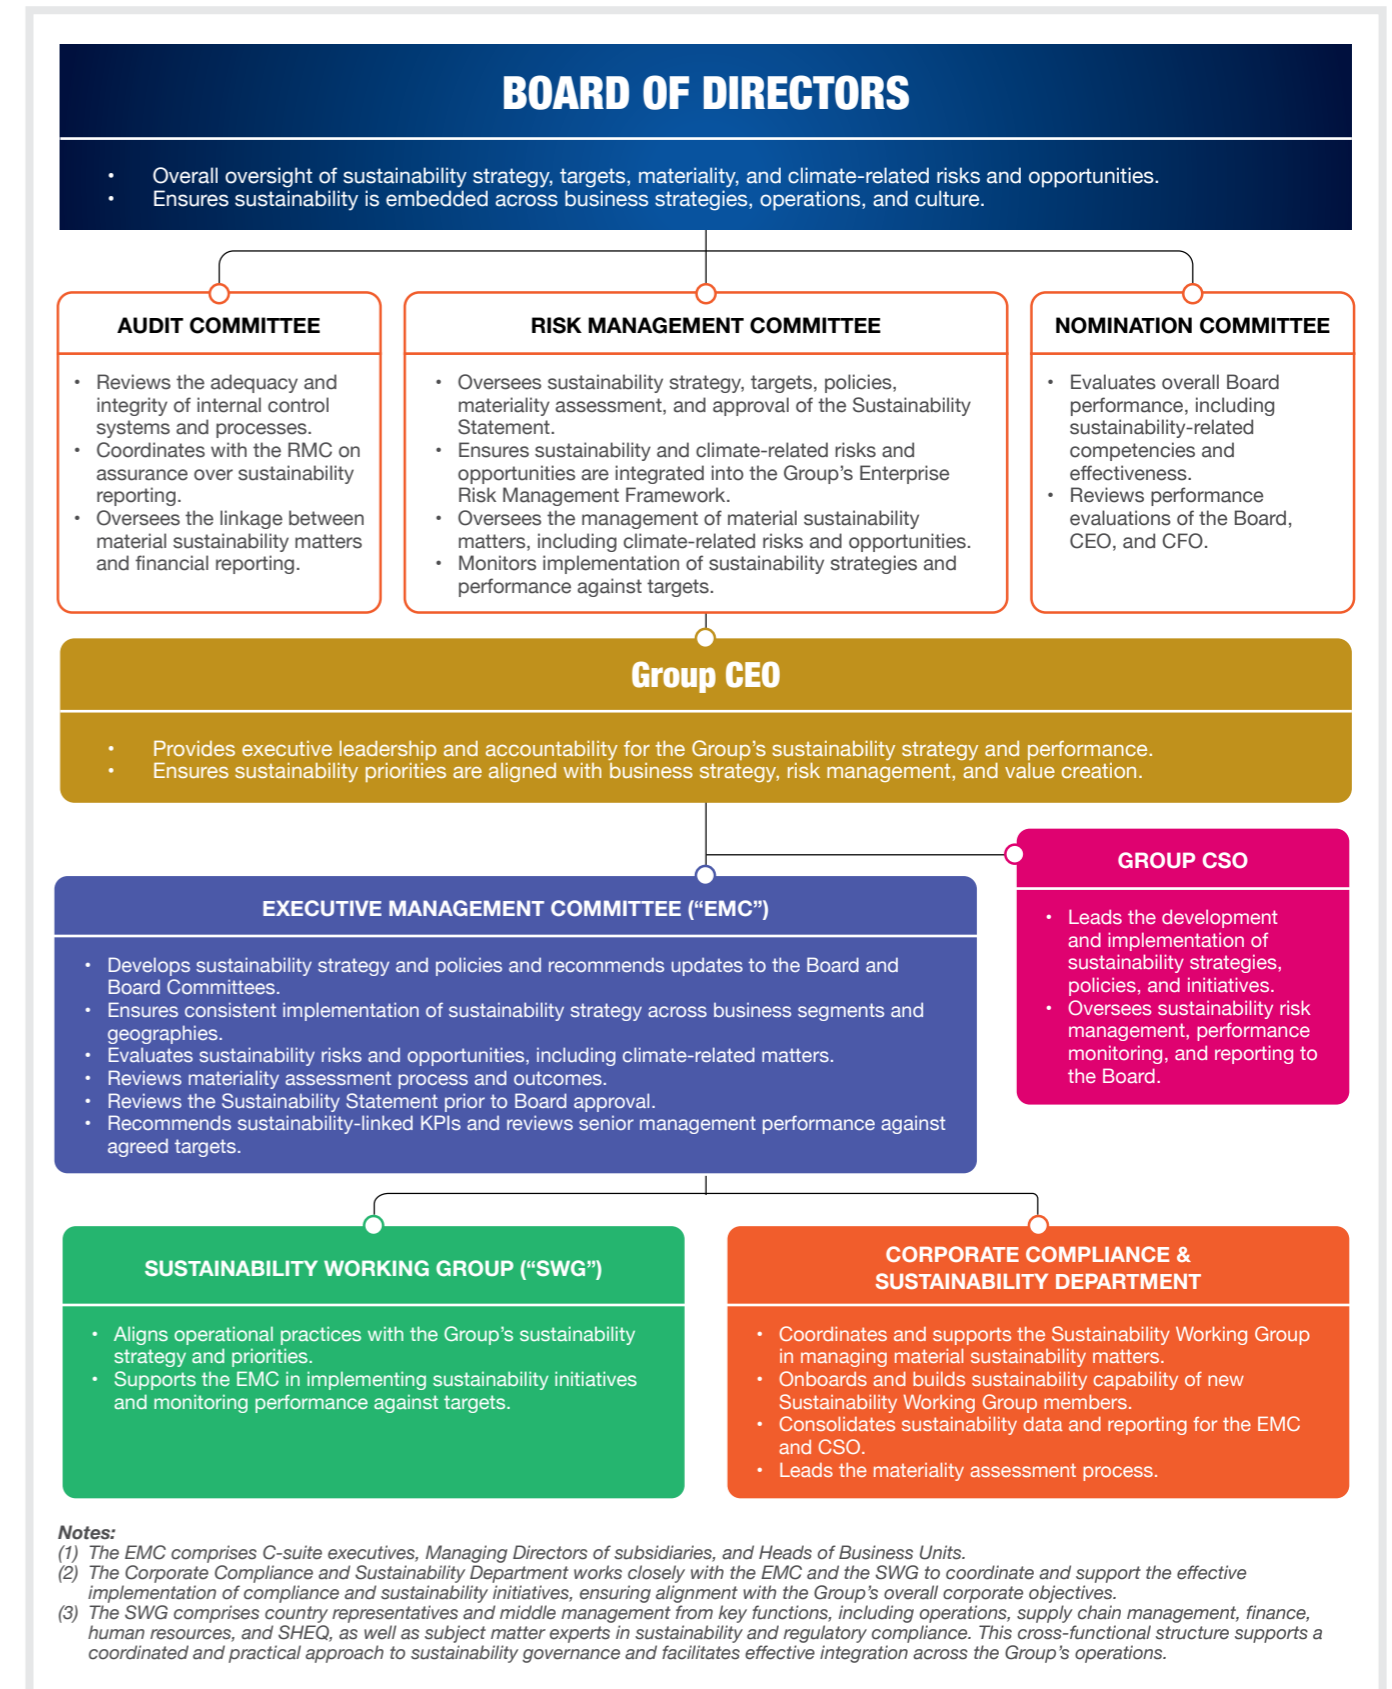 BOARD OF DIRECTORS
• Overall oversight of sustainability strategy, targets, materiality, and climate-related risks and opportunities.
• Ensures sustainability is embedded across business strategies, operations, and culture.
AUDIT COMMITTEE
• Reviews the adequacy and
integrity of internal control
systems and processes.
• Coordinates with the RMC on
assurance over sustainability
reporting.
• Oversees the linkage between
material sustainability matters
and financial reporting.
RISK MANAGEMENT COMMITTEE
• Oversees sustainability strategy, targets, policies,
materiality assessment, and approval of the Sustainability
Statement.
• Ensures sustainability and climate-related risks and
opportunities are integrated into the Group’s Enterprise
Risk Management Framework.
• Oversees the management of material sustainability
matters, including climate-related risks and opportunities.
• Monitors implementation of sustainability strategies and
performance against targets.
NOMINATION COMMITTEE
• Evaluates overall Board
performance, including
sustainability-related
competencies and
effectiveness.
• Reviews performance
evaluations of the Board,
CEO, and CFO.
Group CEO
• Provides executive leadership and accountability for the Group’s sustainability strategy and performance.
• Ensures sustainability priorities are aligned with business strategy, risk management, and value creation.
GROUP CSO
• Leads the development
and implementation of
sustainability strategies,
policies, and initiatives.
• Oversees sustainability risk
management, performance
monitoring, and reporting to
the Board.
EXECUTIVE MANAGEMENT COMMITTEE (“EMC”)
• Develops sustainability strategy and policies and recommends updates to the Board and
Board Committees.
• Ensures consistent implementation of sustainability strategy across business segments and
geographies.
• Evaluates sustainability risks and opportunities, including climate-related matters.
• Reviews materiality assessment process and outcomes.
• Reviews the Sustainability Statement prior to Board approval.
• Recommends sustainability-linked KPIs and reviews senior management performance against
agreed targets.
SUSTAINABILITY WORKING GROUP (“SWG”)
• Aligns operational practices with the Group’s sustainability
strategy and priorities.
• Supports the EMC in implementing sustainability initiatives
and monitoring performance against targets.
CORPORATE COMPLIANCE &
SUSTAINABILITY DEPARTMENT
• Coordinates and supports the Sustainability Working Group
in managing material sustainability matters.
• Onboards and builds sustainability capability of new
Sustainability Working Group members.
• Consolidates sustainability data and reporting for the EMC
and CSO.
• Leads the materiality assessment process.
Notes:
(1) The EMC comprises C-suite executives, Managing Directors of subsidiaries, and Heads of Business Units.
(2) The Corporate Compliance and Sustainability Department works closely with the EMC and the SWG to coordinate and support the effective
implementation of compliance and sustainability initiatives, ensuring alignment with the Group’s overall corporate objectives.
(3) The SWG comprises country representatives and middle management from key functions, including operations, supply chain management, finance,
human resources, and SHEQ, as well as subject matter experts in sustainability and regulatory compliance. This cross-functional structure supports a
coordinated and practical approach to sustainability governance and facilitates effective integration across the Group’s operations.